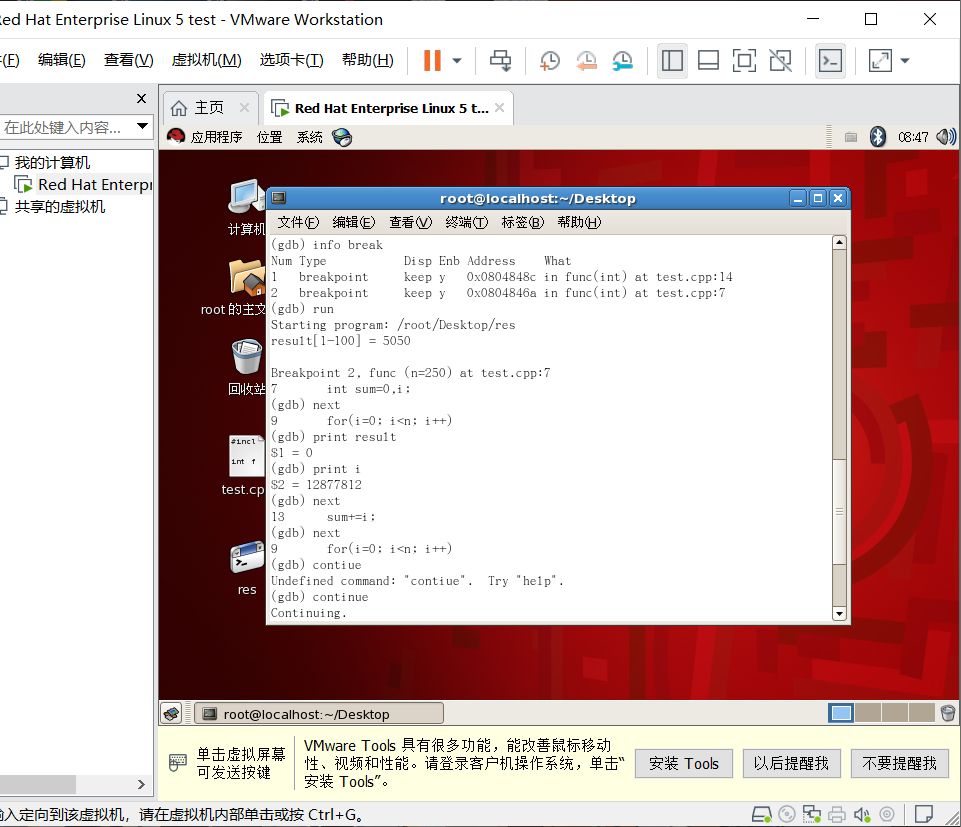 Red Hat Enterprise Linux 5 test - VMware Workstation
(F) 编辑(E) 查看(V) 虚拟机(M) 选项卡(T) 帮助(H)
在此处键入内容...
我的计算机
Red Hat Enterpri
共享的虚拟机
主页 Red Hat Enterprise Linux 5 t...
应用程序 位置 系统 08:47
计算机
root 的主文
回收站
#incl
int f
test.cp
res
root@localhost:~/Desktop
文件(F) 编辑(E) 查看(V) 终端(T) 标签(B) 帮助(H)
(gdb) info break
Num Type Disp Enb Address What
1 breakpoint keep y 0x0804848c in func(int) at test.cpp:14
2 breakpoint keep y 0x0804846a in func(int) at test.cpp:7
(gdb) run
Starting program: /root/Desktop/res
result[1-100] = 5050
Breakpoint 2, func (n=250) at test.cpp:7
7 int sum=0,i;
(gdb) next
9 for(i=0; i<n; i++)
(gdb) print result
$1 = 0
(gdb) print i
$2 = 12877812
(gdb) next
13 sum+=i;
(gdb) next
9 for(i=0; i<n; i++)
(gdb) contiue
Undefined command: "contiue". Try "help".
(gdb) continue
Continuing.
root@localhost:~/Desktop
单击虚拟屏幕
可发送按键
VMware Tools 具有很多功能，能改善鼠标移动
性、视频和性能。请登录客户机操作系统，单击“
安装 Tools”。
安装 Tools 以后提醒我 不要提醒我
输入定向到该虚拟机，请在虚拟机内部单击或按 Ctrl+G。